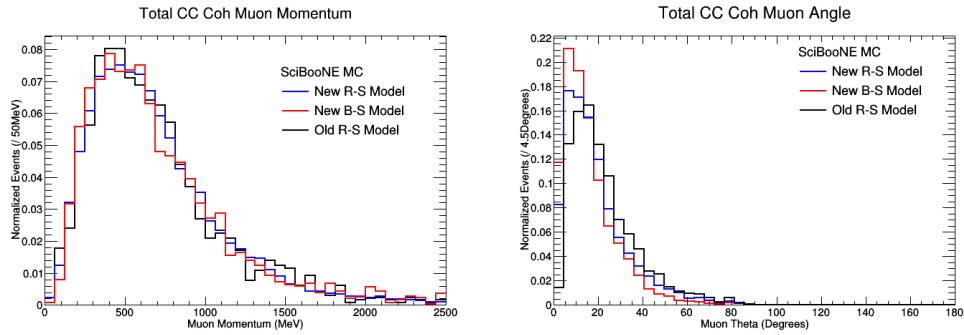 Total CC Coh Muon Momentum
Normalized Events (/ 50MeV)
0.08
0.07
0.06
0.05
0.04
0.03
0.02
0.01
0
SciBooNE MC
New R-S Model
New B-S Model
Old R-S Model
0 500 1000 1500 2000 2500
Muon Momentum (MeV)
Total CC Coh Muon Angle
Normalized Events (/ 4.5Degrees)
0.22
0.2
0.18
0.16
0.14
0.12
0.1
0.08
0.06
0.04
0.02
0
SciBooNE MC
New R-S Model
New B-S Model
Old R-S Model
0 20 40 60 80 100 120 140 160 180
Muon Theta (Degrees)